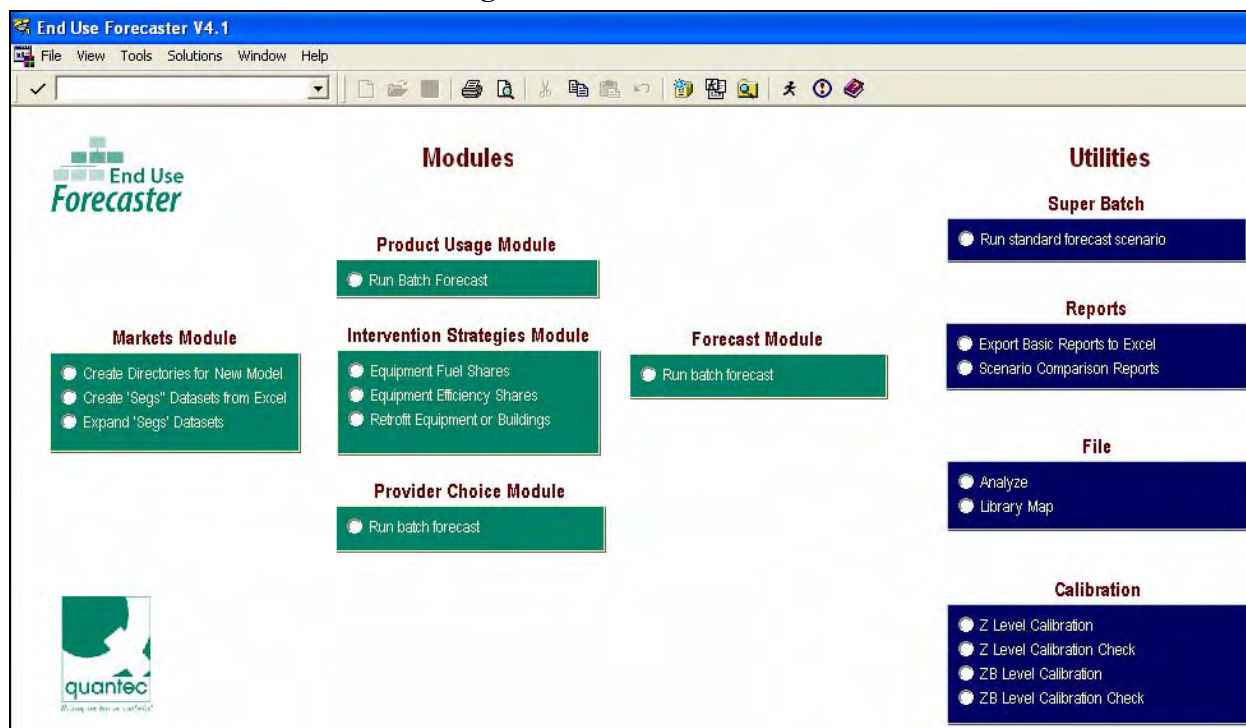 End Use Forecaster V4.1
File View Tools Solutions Window Help
End Use
Forecaster
Modules
Utilities
Super Batch
Run standard forecast scenario
Product Usage Module
Run Batch Forecast
Markets Module
Create Directories for New Model
Create 'Segs" Datasets from Excel
Expand 'Segs' Datasets
Intervention Strategies Module
Equipment Fuel Shares
Equipment Efficiency Shares
Retrofit Equipment or Buildings
Forecast Module
Run batch forecast
Reports
Export Basic Reports to Excel
Scenario Comparison Reports
Provider Choice Module
Run batch forecast
File
Analyze
Library Map
Calibration
Z Level Calibration
Z Level Calibration Check
ZB Level Calibration
ZB Level Calibration Check
quantec